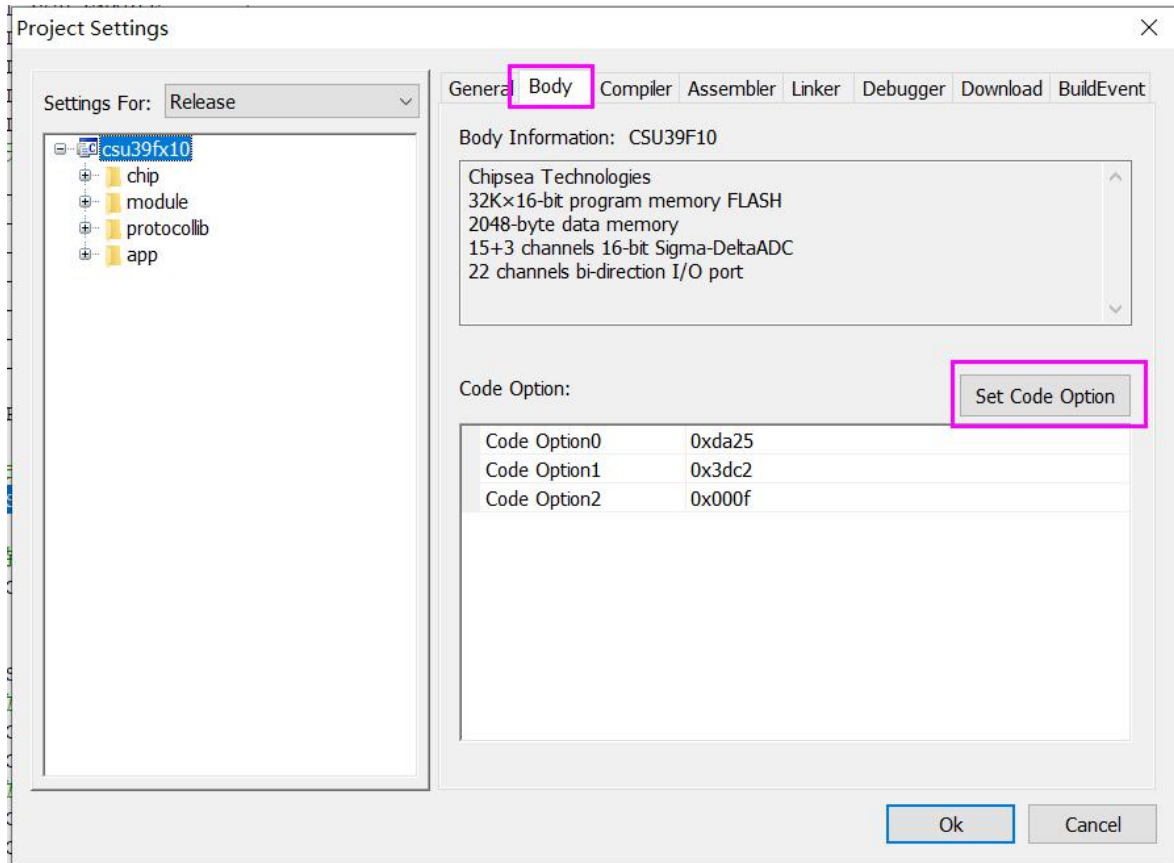 Project Settings
Settings For: Release
csu39fx10
chip
module
protocollib
app
General Body Compiler Assembler Linker Debugger Download BuildEvent
Body Information: CSU39F10
Chipsea Technologies
32K×16-bit program memory FLASH
2048-byte data memory
15+3 channels 16-bit Sigma-DeltaADC
22 channels bi-direction I/O port
Code Option:
Set Code Option
Code Option0 0xda25
Code Option1 0x3dc2
Code Option2 0x000f
Ok Cancel